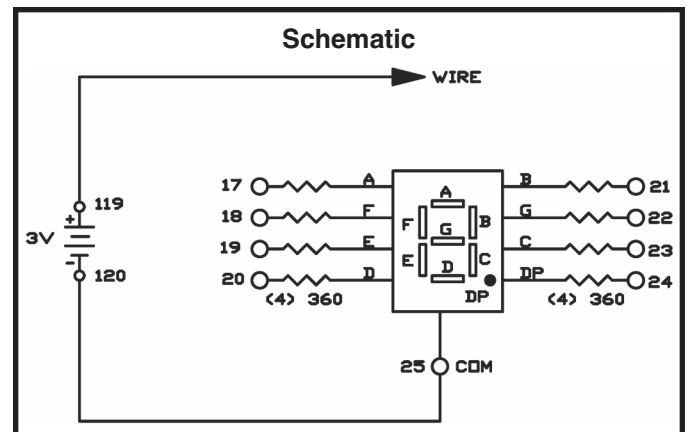 Schematic
WIRE
119
+
3V
-
120
17 A
18 F
19 E
20 D
(4) 360
A
F B
G
E C
D
DP
B 21
G 22
C 23
DP 24
(4) 360
25 COM